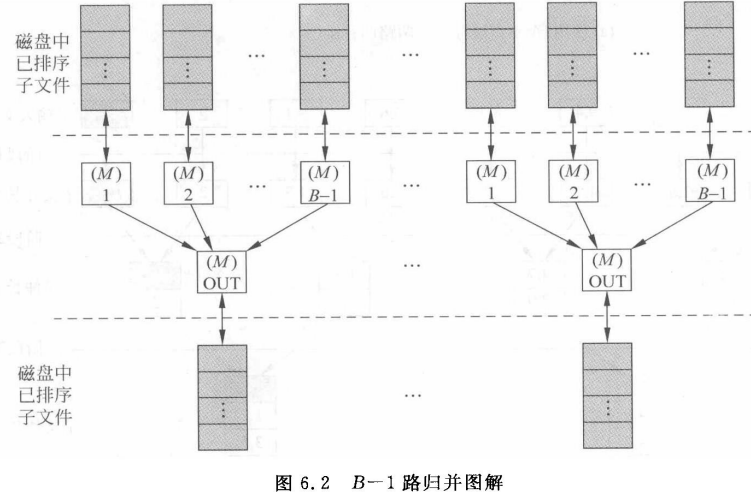 磁盘中
已排序
子文件
… … …
(M) (M) (M) (M) (M) (M)
1 2 … B−1 … 1 2 … B−1
(M) (M)
OUT … OUT
磁盘中
已排序
子文件
…
图 6.2 B−1路归并图解